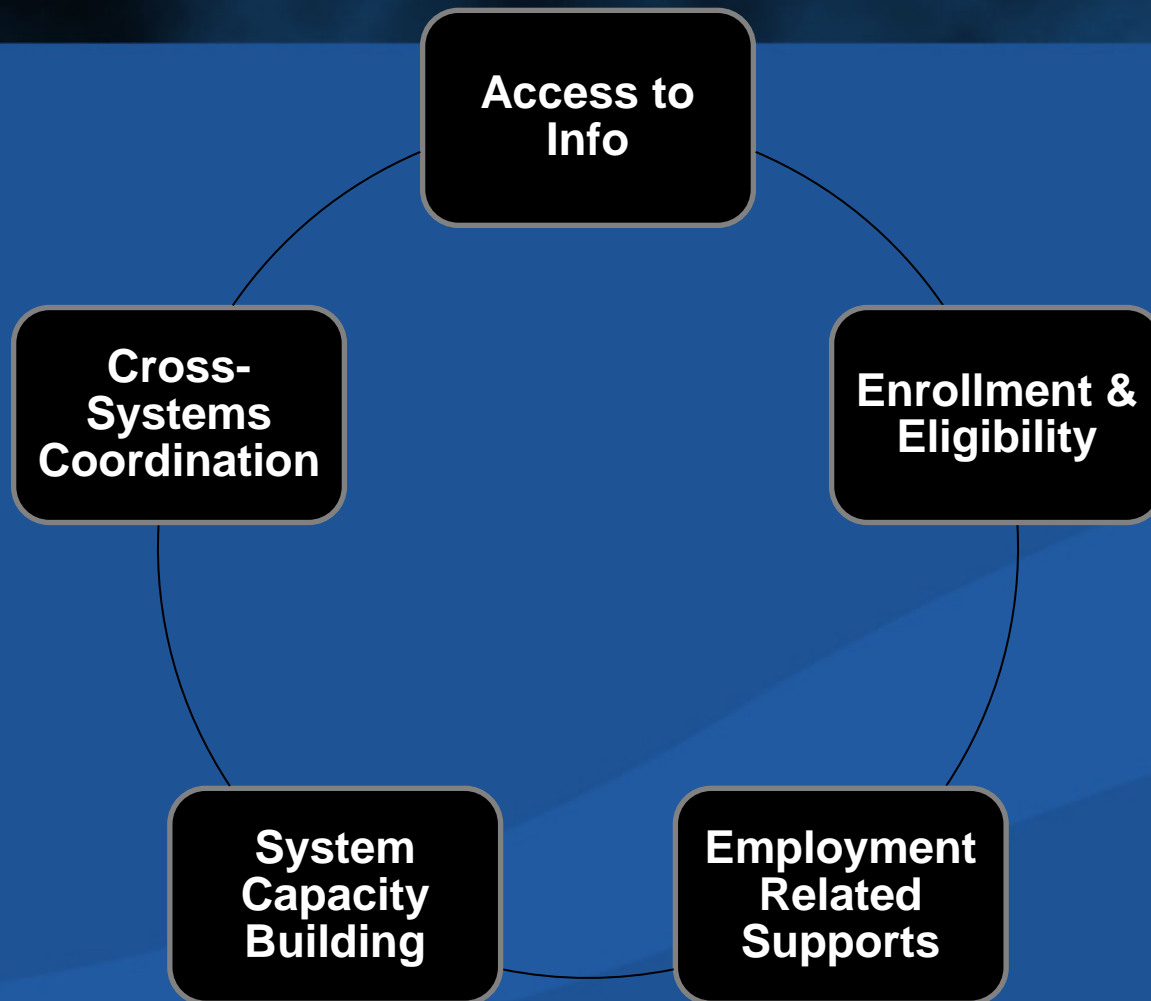 Access to
Info
Cross-
Systems
Coordination
Enrollment &
Eligibility
System
Capacity
Building
Employment
Related
Supports